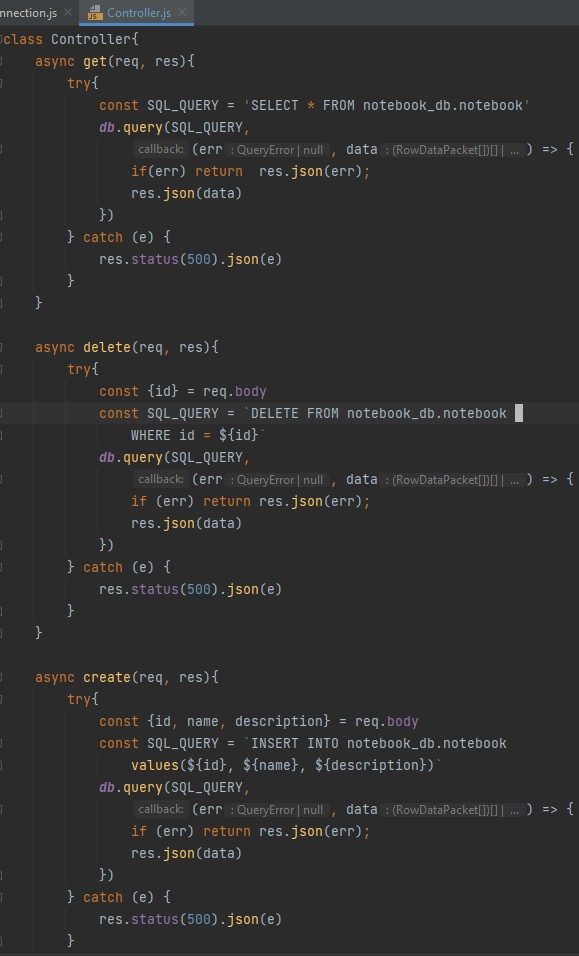 nnection.js × JS Controller.js ×
class Controller{
async get(req, res){
try{
const SQL_QUERY = 'SELECT * FROM notebook_db.notebook'
db.query(SQL_QUERY,
callback: (err : QueryError | null , data : (RowDataPacket[])[] | ... ) => {
if(err) return  res.json(err);
res.json(data)
})
} catch (e) {
res.status(500).json(e)
}
}
async delete(req, res){
try{
const {id} = req.body
const SQL_QUERY = `DELETE FROM notebook_db.notebook
WHERE id = ${id}`
db.query(SQL_QUERY,
callback: (err : QueryError | null , data : (RowDataPacket[])[] | ... ) => {
if (err) return res.json(err);
res.json(data)
})
} catch (e) {
res.status(500).json(e)
}
}
async create(req, res){
try{
const {id, name, description} = req.body
const SQL_QUERY = `INSERT INTO notebook_db.notebook
values(${id}, ${name}, ${description})`
db.query(SQL_QUERY,
callback: (err : QueryError | null , data : (RowDataPacket[])[] | ... ) => {
if (err) return res.json(err);
res.json(data)
})
} catch (e) {
res.status(500).json(e)
}